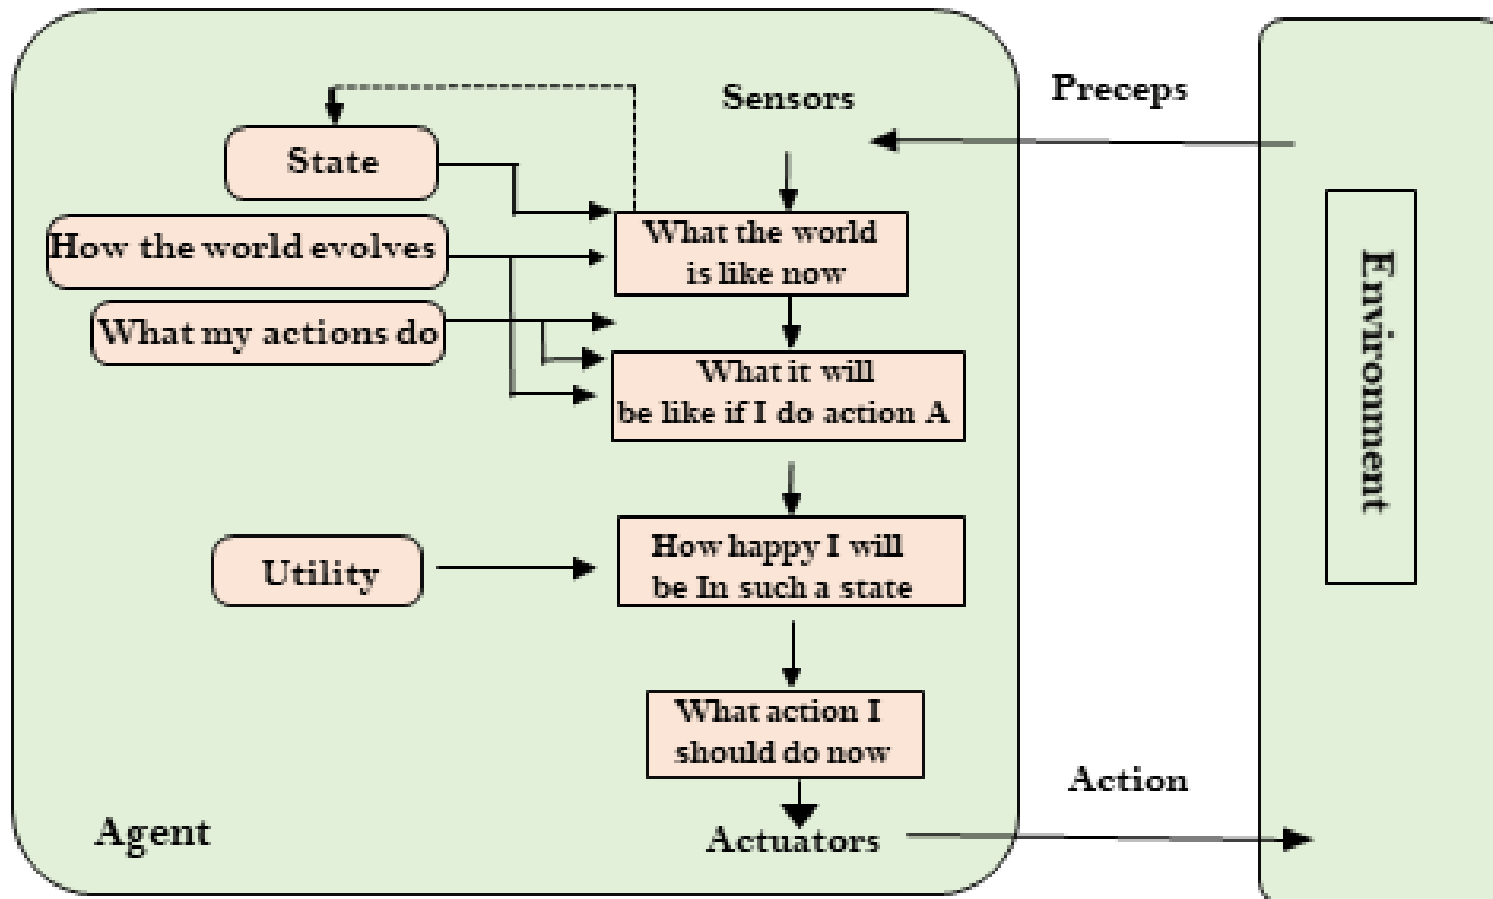 Sensors
Preceps
State
How the world evolves
What my actions do
What the world
is like now
What it will
be like if I do action A
Environment
Utility
How happy I will
be In such a state
What action I
should do now
Action
Agent
Actuators